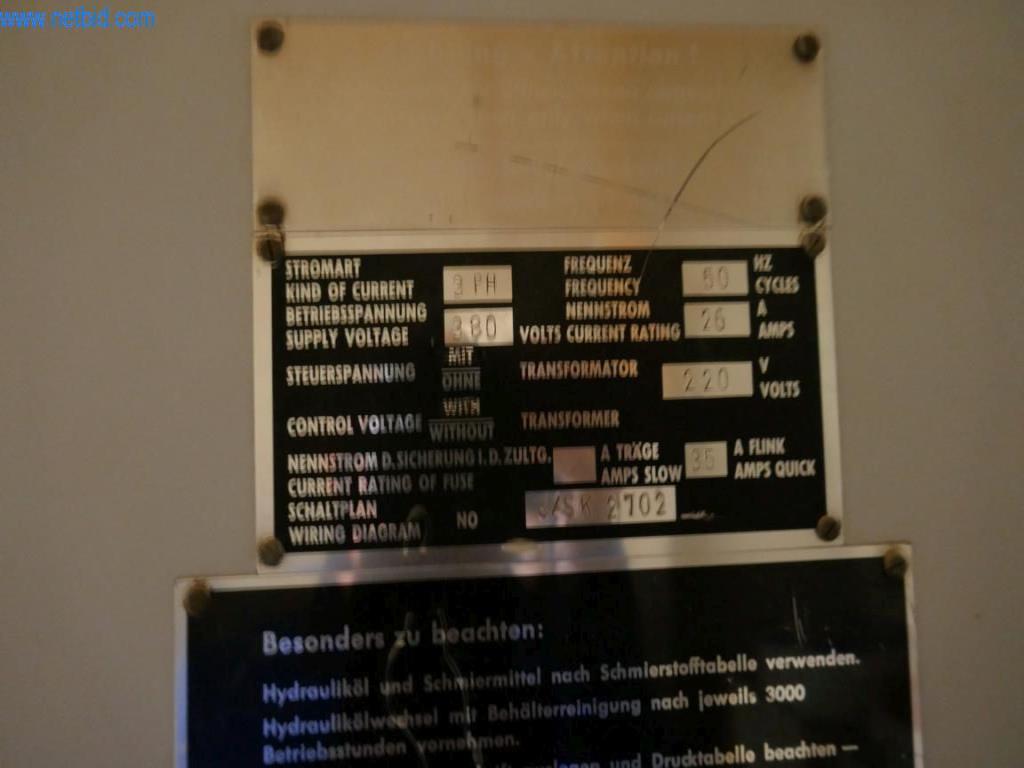 www.netbid.com
Attention !
STROMART
KIND OF CURRENT 3 PH
FREQUENZ
FREQUENCY 50 HZ
CYCLES
BETRIEBSSPANNUNG
SUPPLY VOLTAGE 380 VOLTS
NENNSTROM
CURRENT RATING 26 A
AMPS
STEUERSPANNUNG MIT
OHNE TRANSFORMATOR 220 V
VOLTS
CONTROL VOLTAGE WITH
WITHOUT TRANSFORMER
NENNSTROM D.SICHERUNG I.D.ZULTG. A TRÄGE 35 A FLINK
CURRENT RATING OF FUSE AMPS SLOW AMPS QUICK
SCHALTPLAN
WIRING DIAGRAM NO 2702
Besonders zu beachten:
Hydrauliköl und Schmiermittel nach Schmierstofftabelle verwenden.
Hydraulikölwechsel mit Behälterreinigung nach jeweils 3000
Betriebsstunden vornehmen.
und Drucktabelle beachten —